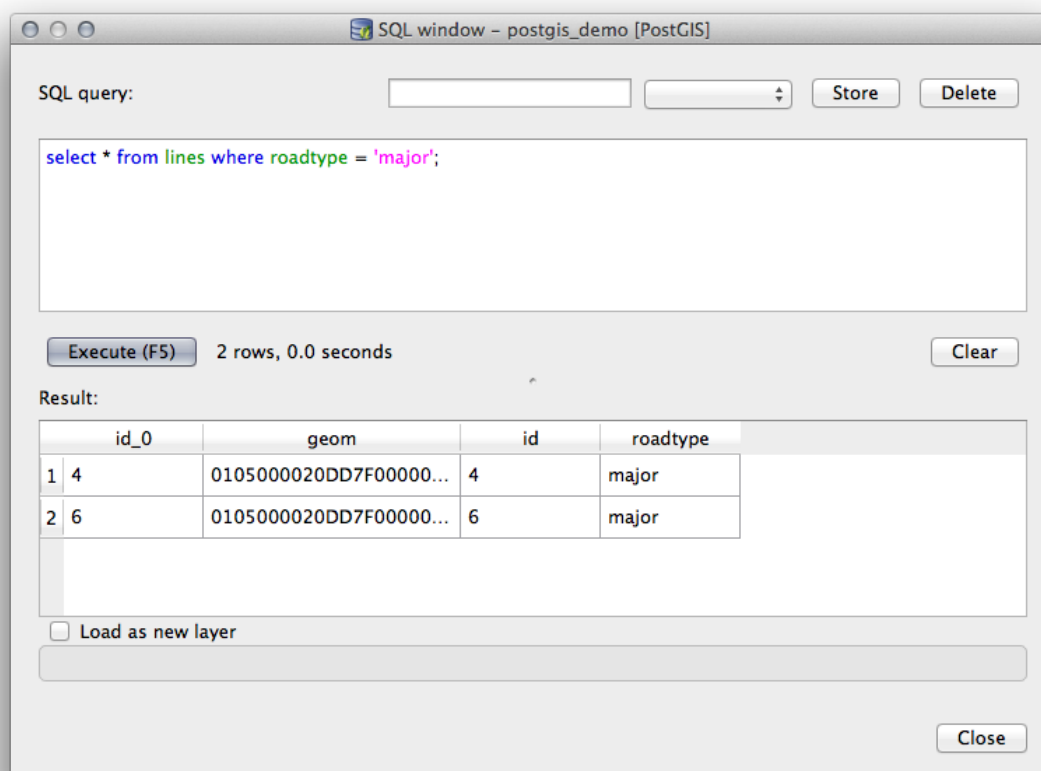 SQL window – postgis_demo [PostGIS]
SQL query:
Store
Delete
select * from lines where roadtype = 'major';
Execute (F5)
2 rows, 0.0 seconds
Clear
Result:
id_0 geom id roadtype
1 4 0105000020DD7F00000... 4 major
2 6 0105000020DD7F00000... 6 major
Load as new layer
Close